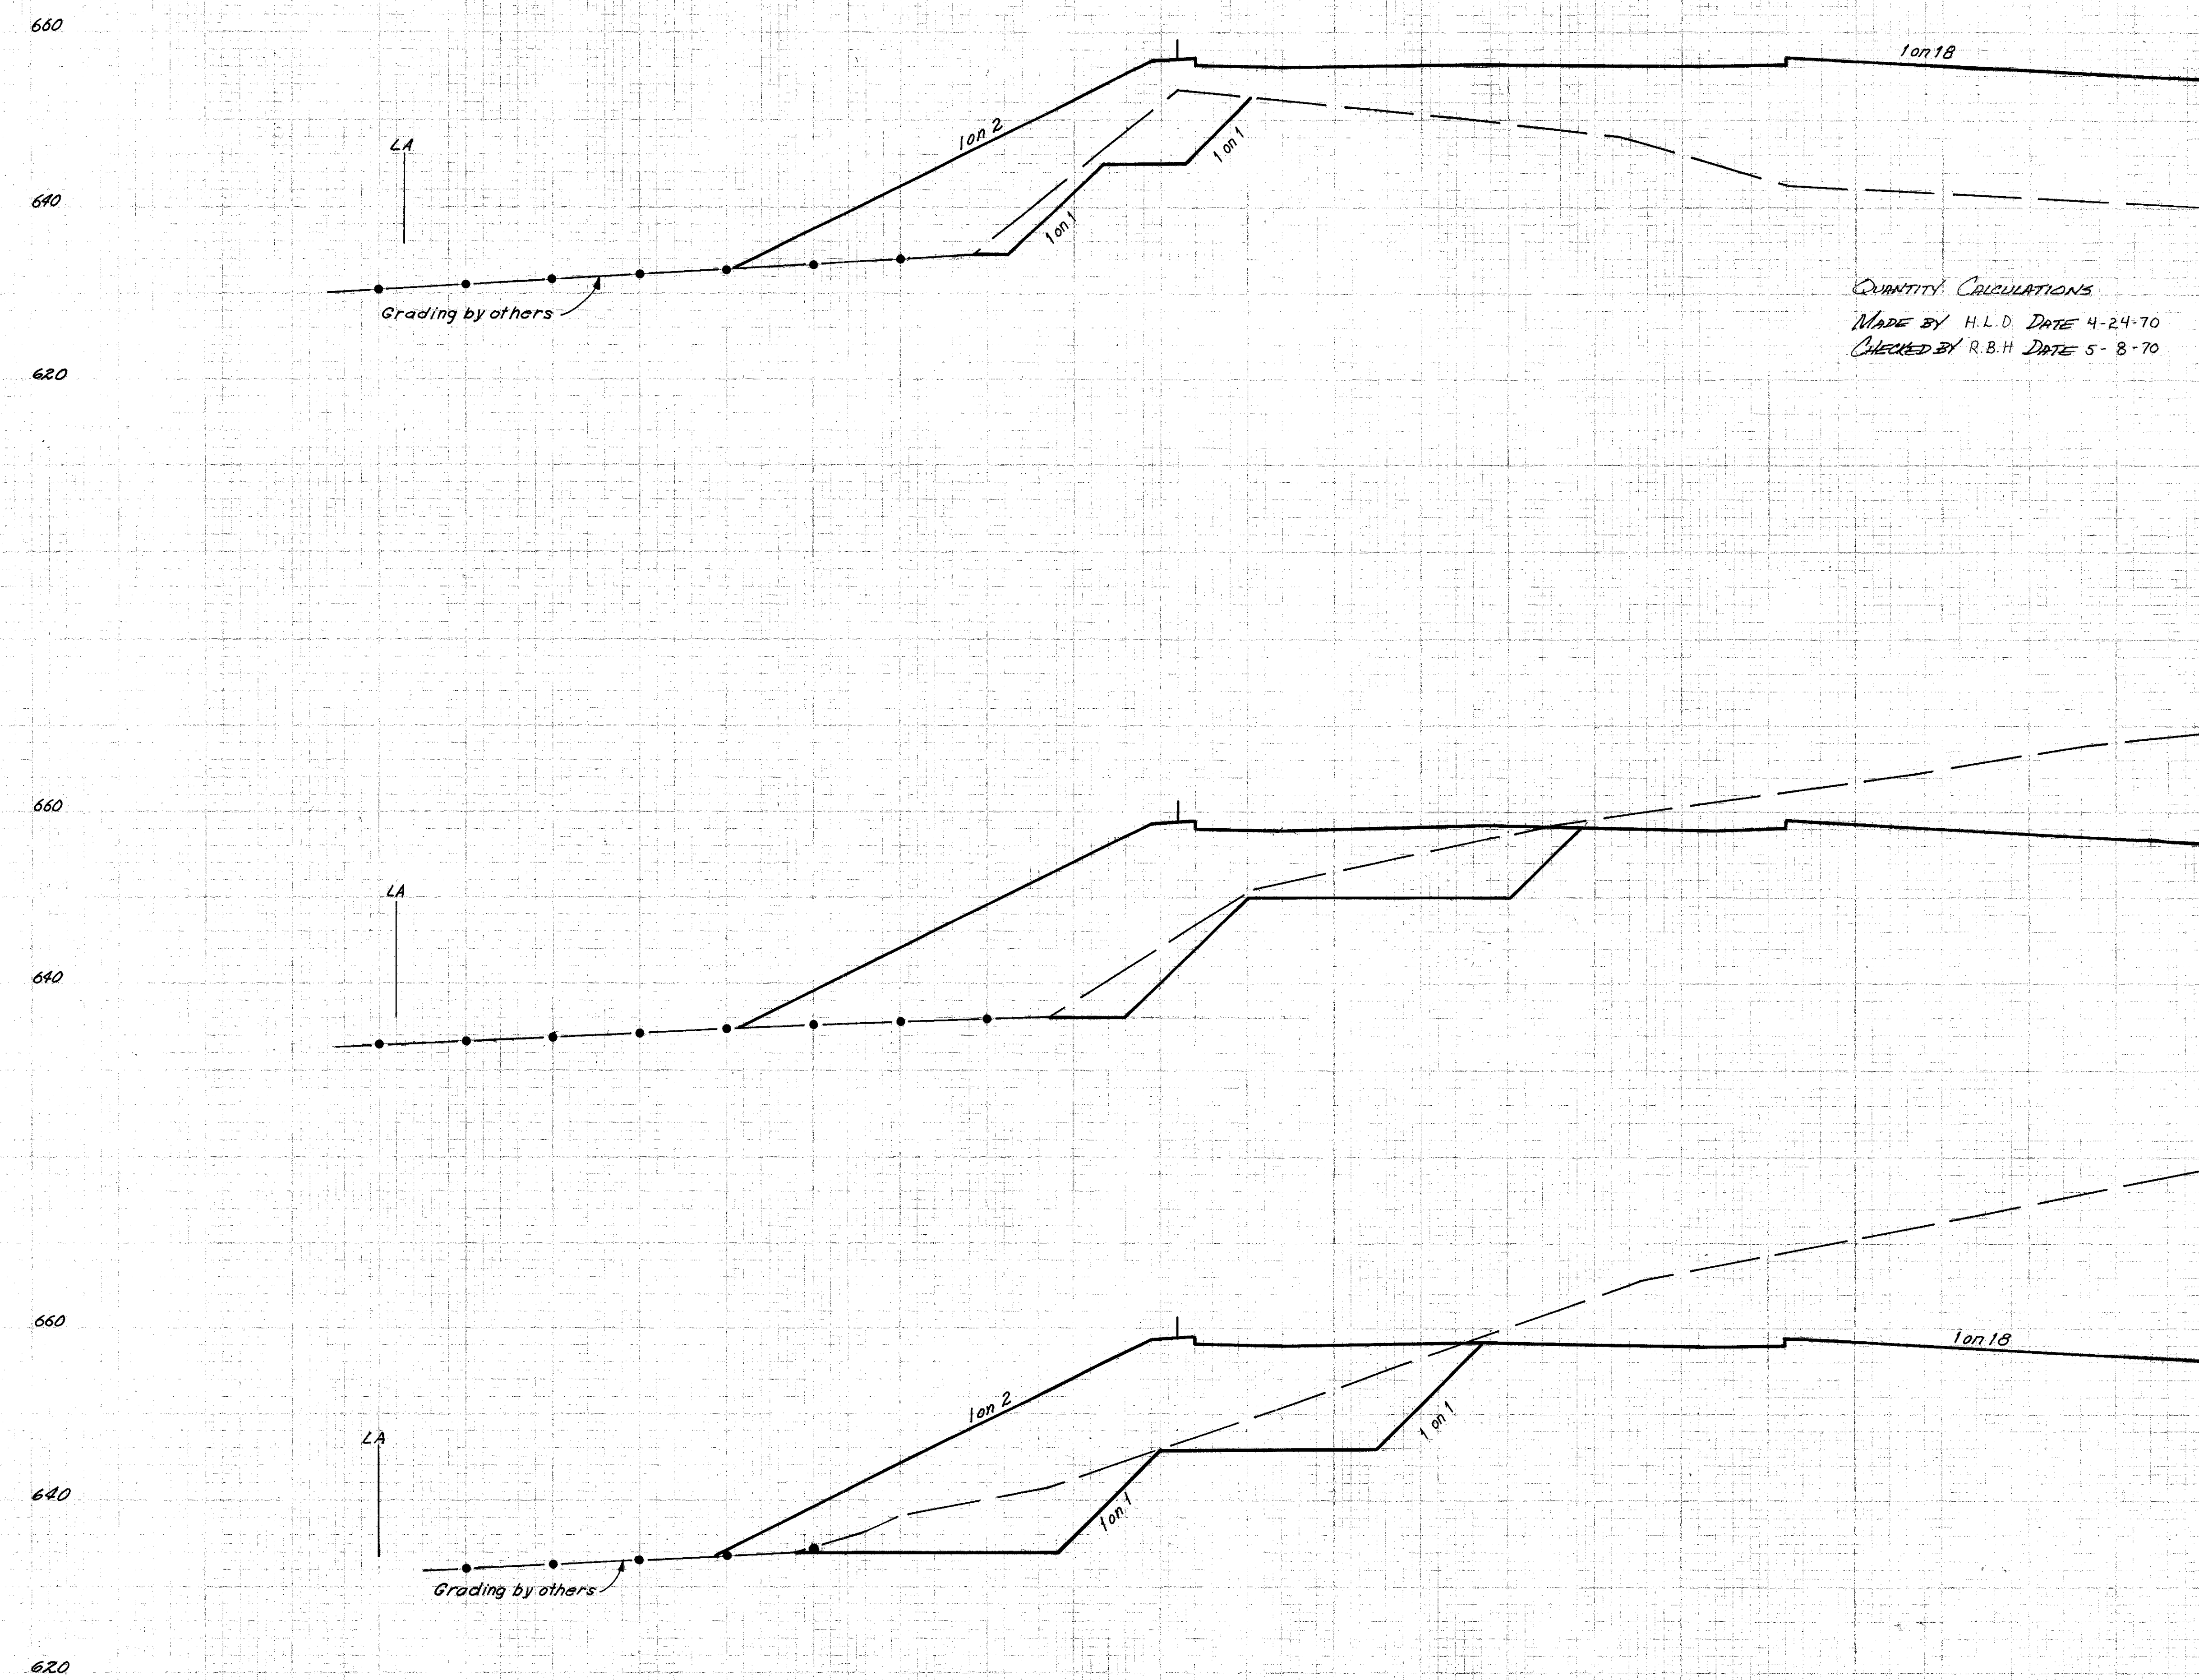 660
1 on 18
1 on 2
1 on 1
LA
640
1 on 1
Grading by others
QUANTITY CALCULATIONS
MADE BY H.L.D DATE 4-24-70
CHECKED BY R.B.H DATE 5-8-70
620
660
LA
640
660
1 on 18
1 on 2
1 on 1
LA
640
1 on 1
Grading by others
620